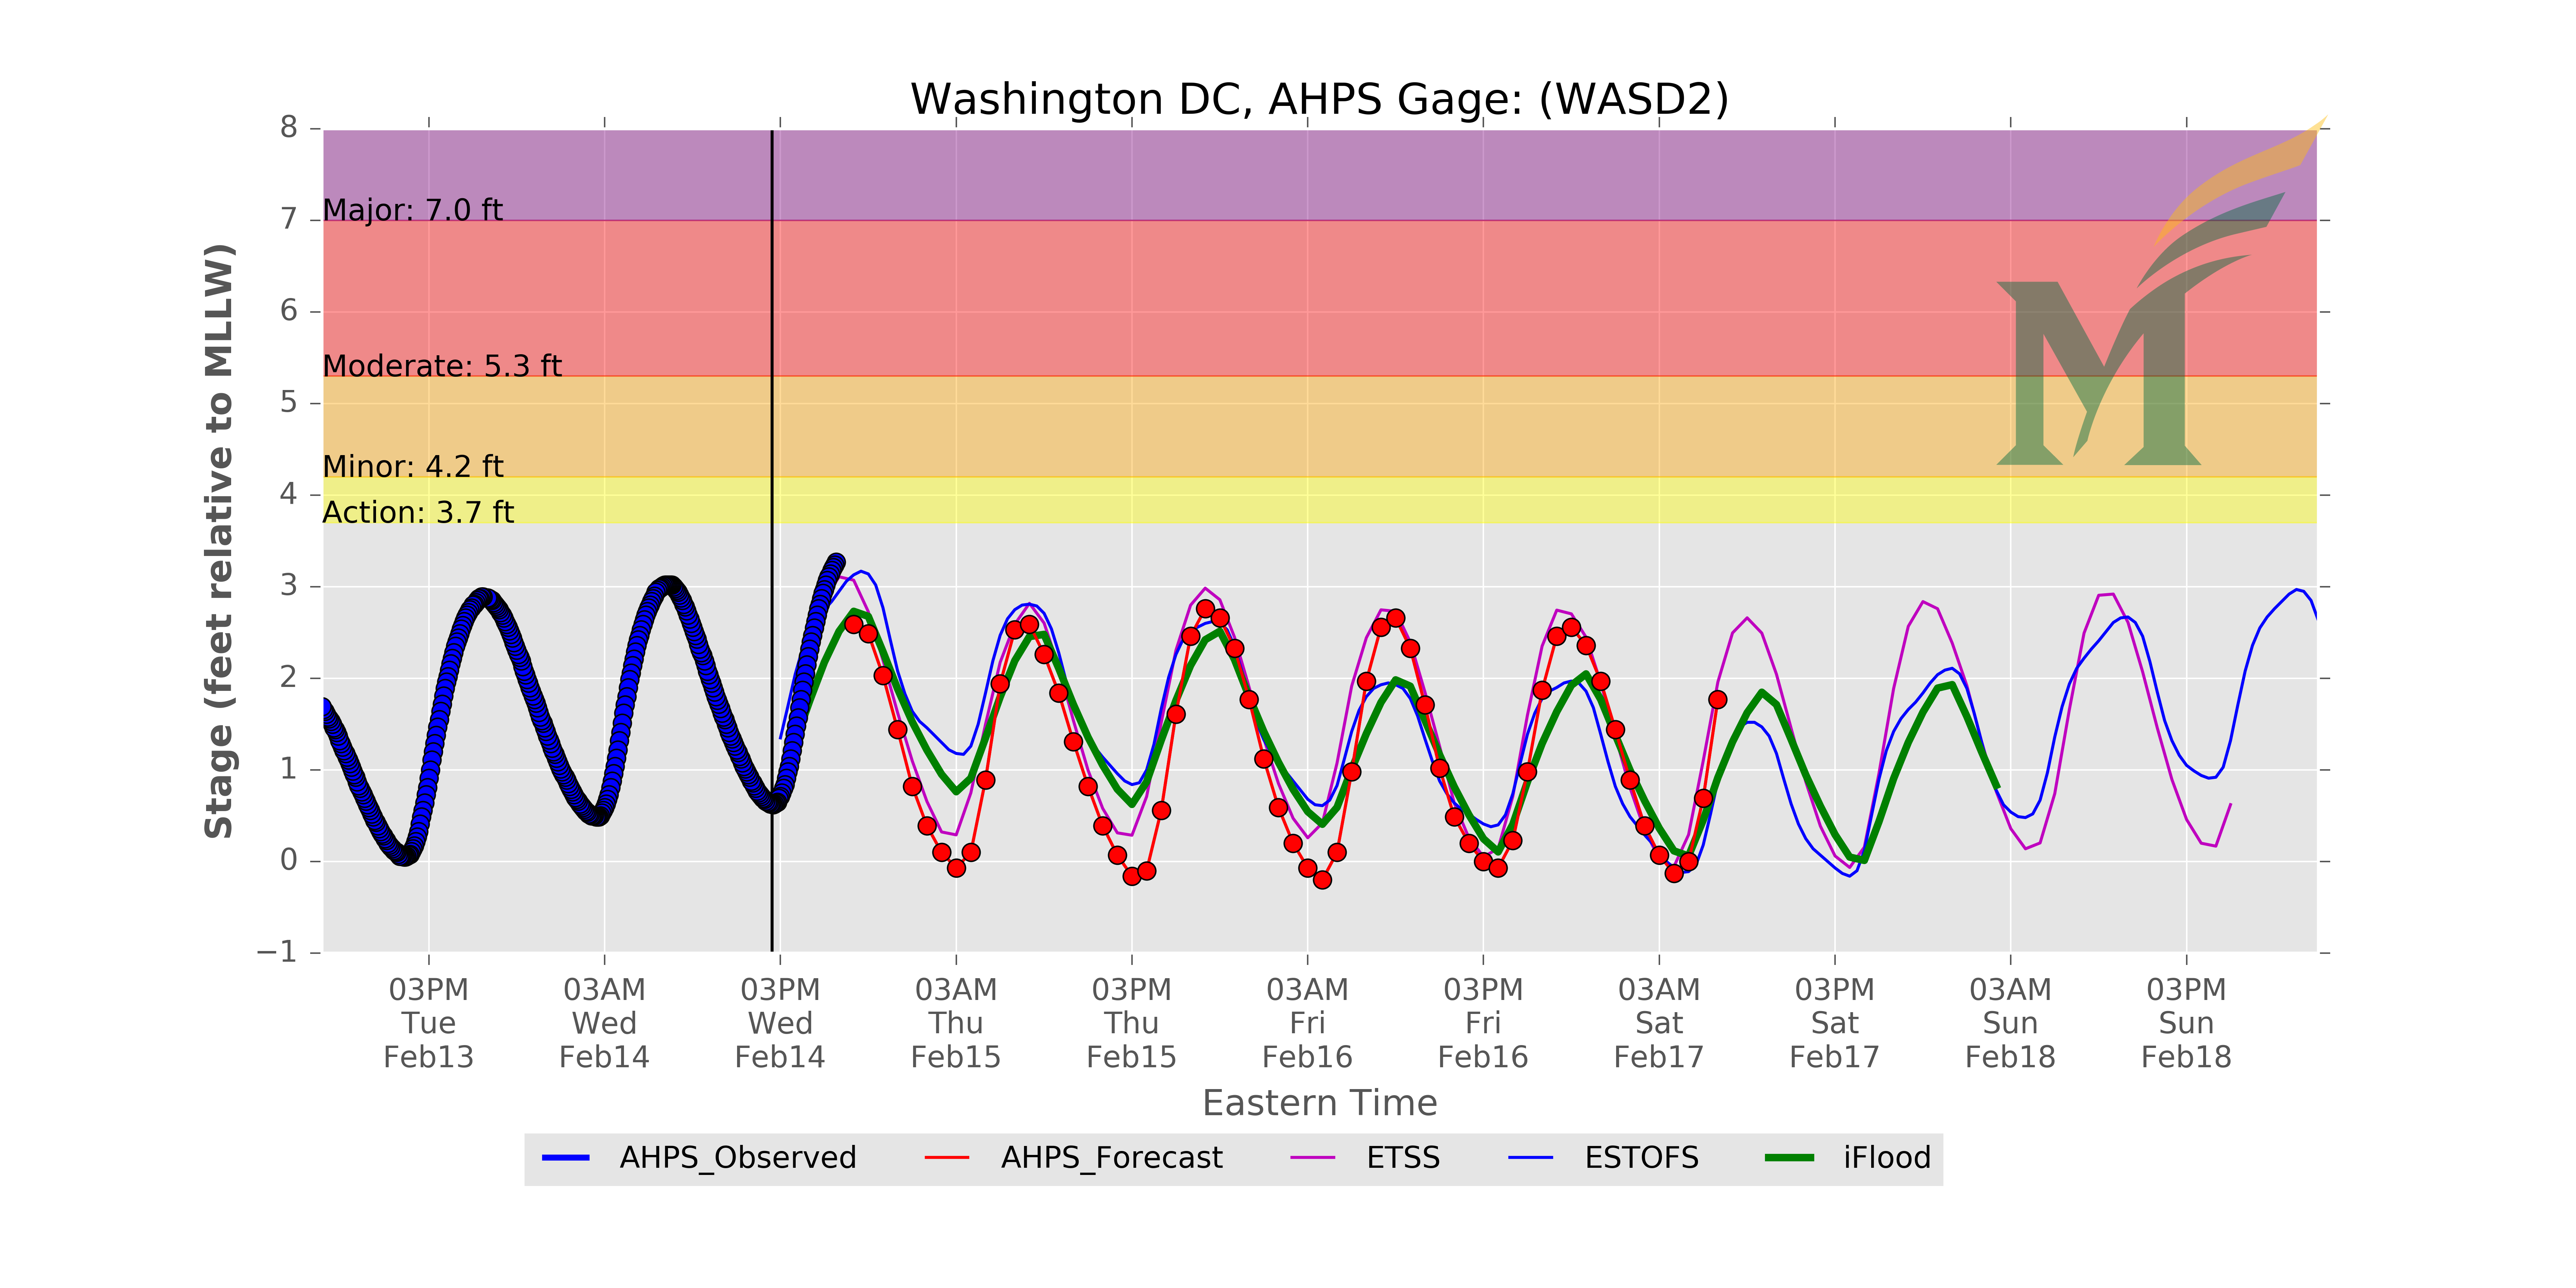 Washington DC, AHPS Gage: (WASD2)
Stage (feet relative to MLLW)
8
7
6
5
4
3
2
1
0
−1
Major: 7.0 ft
Moderate: 5.3 ft
Minor: 4.2 ft
Action: 3.7 ft
03PM 03AM 03PM 03AM 03PM 03AM 03PM 03AM 03PM 03AM 03PM
Tue Wed Wed Thu Thu Fri Fri Sat Sat Sun Sun
Feb13 Feb14 Feb14 Feb15 Feb15 Feb16 Feb16 Feb17 Feb17 Feb18 Feb18
Eastern Time
AHPS_Observed AHPS_Forecast ETSS ESTOFS iFlood
M